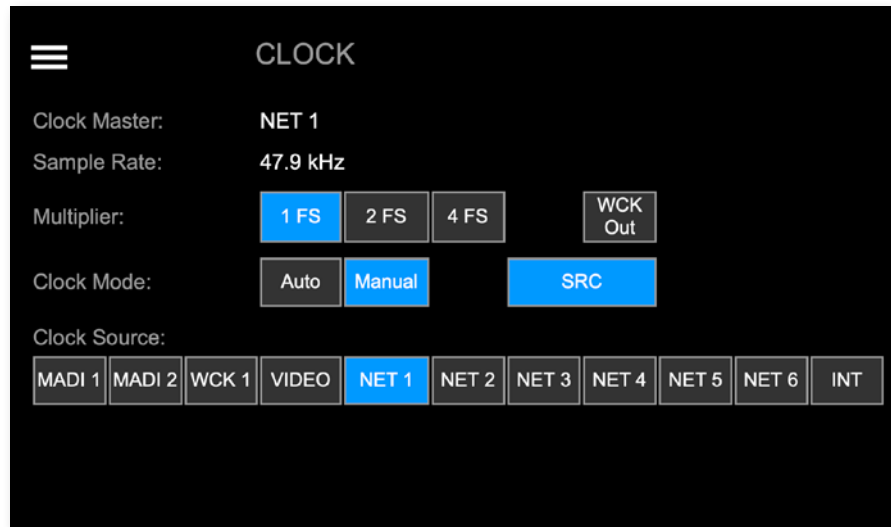 CLOCK
Clock Master: NET 1
Sample Rate: 47.9 kHz
Multiplier: 1 FS 2 FS 4 FS WCK Out
Clock Mode: Auto Manual SRC
Clock Source:
MADI 1 MADI 2 WCK 1 VIDEO NET 1 NET 2 NET 3 NET 4 NET 5 NET 6 INT